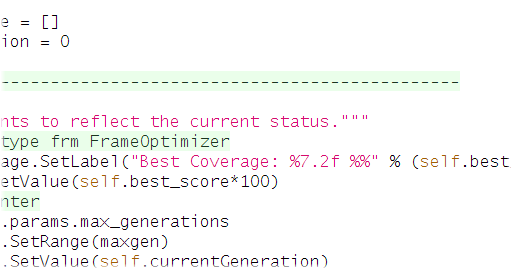 e = []
ion = 0
-----------------------------------------------
nts to reflect the current status."""
type frm FrameOptimizer
age.SetLabel("Best Coverage: %7.2f %%" % (self.best
etValue(self.best_score*100)
nter
.params.max_generations
.SetRange(maxgen)
.SetValue(self.currentGeneration)